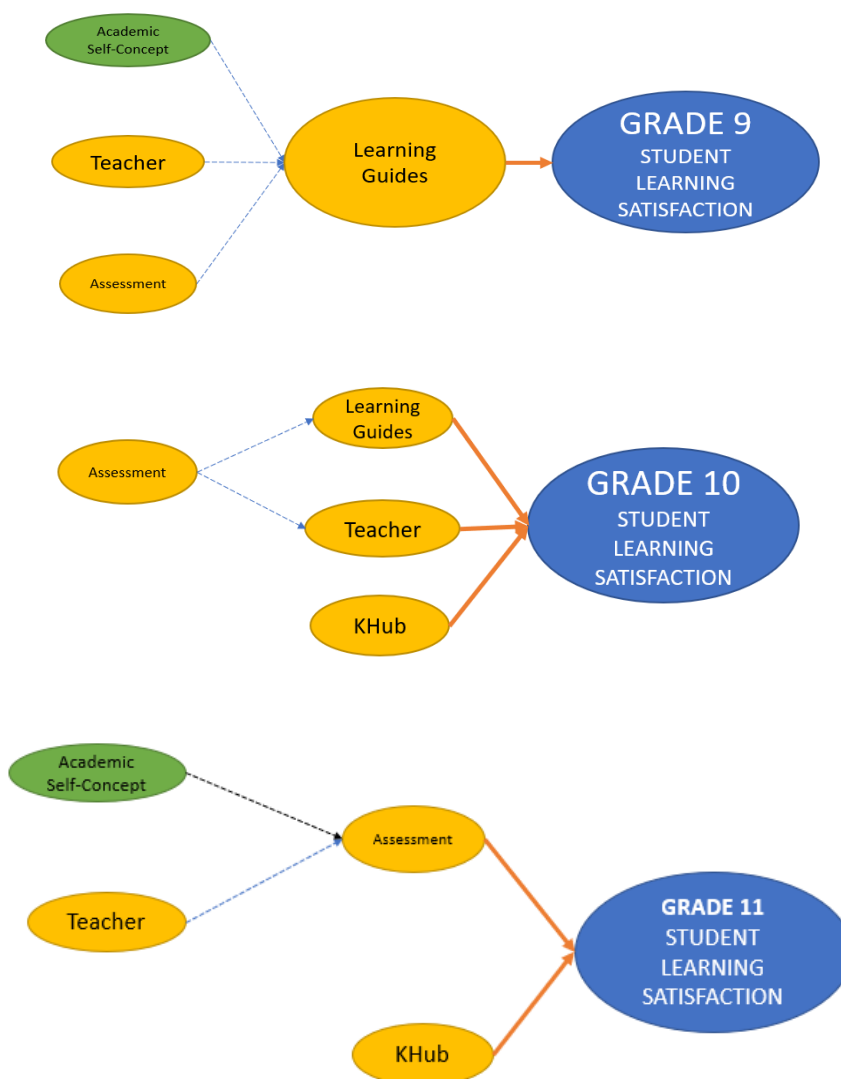 Academic
Self-Concept
Teacher
Assessment
Learning
Guides
GRADE 9
STUDENT
LEARNING
SATISFACTION
Assessment
Learning
Guides
Teacher
KHub
GRADE 10
STUDENT
LEARNING
SATISFACTION
Academic
Self-Concept
Teacher
Assessment
KHub
GRADE 11
STUDENT
LEARNING
SATISFACTION